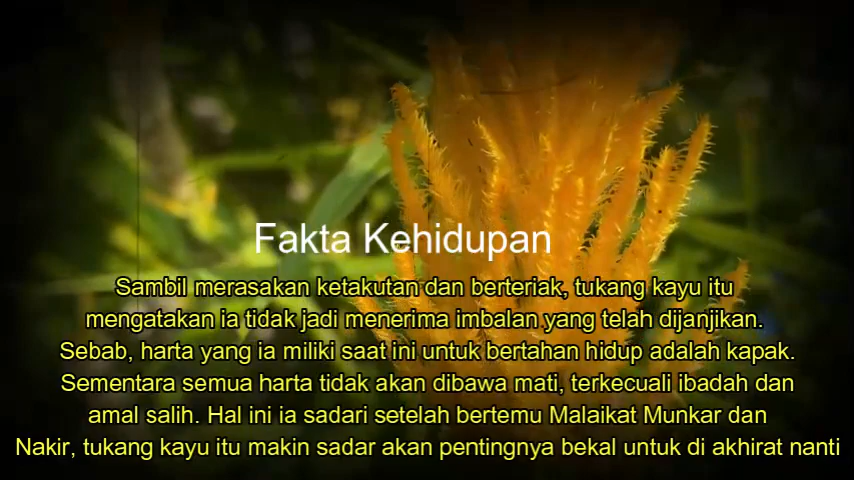 Fakta Kehidupan
Sambil merasakan ketakutan dan berteriak, tukang kayu itu
mengatakan ia tidak jadi menerima imbalan yang telah dijanjikan.
Sebab, harta yang ia miliki saat ini untuk bertahan hidup adalah kapak.
Sementara semua harta tidak akan dibawa mati, terkecuali ibadah dan
amal salih. Hal ini ia sadari setelah bertemu Malaikat Munkar dan
Nakir, tukang kayu itu makin sadar akan pentingnya bekal untuk di akhirat nanti